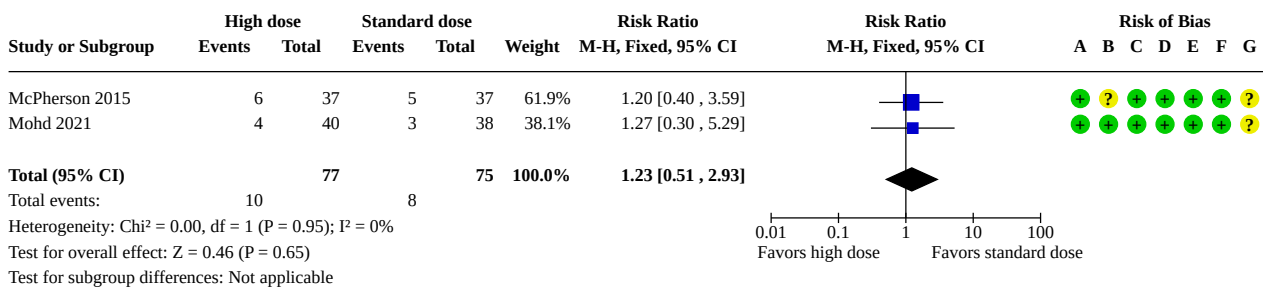 High dose Standard dose Risk Ratio Risk Ratio Risk of Bias
Study or Subgroup Events Total Events Total Weight M-H, Fixed, 95% CI M-H, Fixed, 95% CI A B C D E F G
McPherson 2015 6 37 5 37 61.9% 1.20 [0.40 , 3.59] + ? + + + + ?
Mohd 2021 4 40 3 38 38.1% 1.27 [0.30 , 5.29] + + + + + + ?
Total (95% CI) 77 75 100.0% 1.23 [0.51 , 2.93]
Total events: 10 8
Heterogeneity: Chi² = 0.00, df = 1 (P = 0.95); I² = 0%
0.01 0.1 1 10 100
Test for overall effect: Z = 0.46 (P = 0.65)
Favors high dose Favors standard dose
Test for subgroup differences: Not applicable